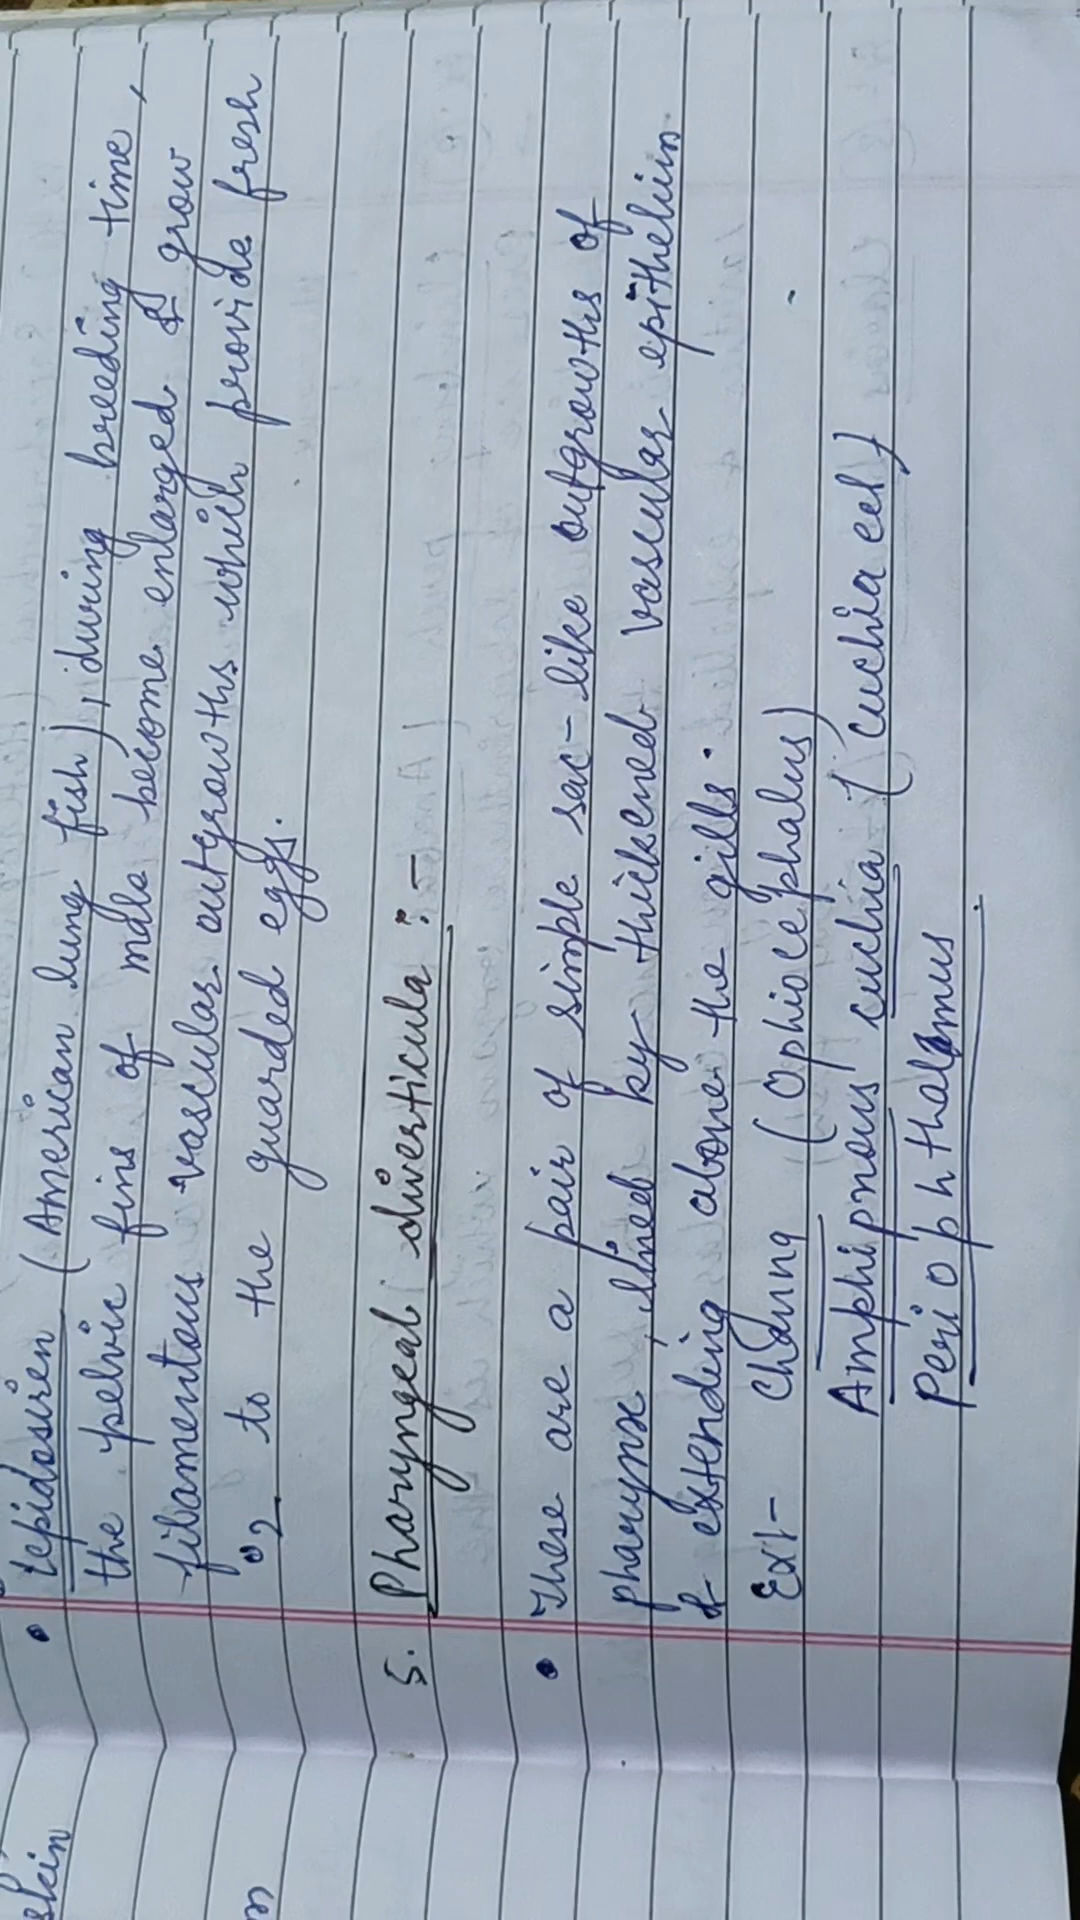 skin
m
• Lepidosiren (American lung fish), during breeding time,
the pelvic fins of male become enlarged & grow
filamentous vascular outgrowths which provide fresh
O2 to the guarded eggs.
5. Pharyngeal diverticula :-
• These are a pair of simple sac-like outgrowths of
pharynx, lined by thickened vascular epithelium
& extending above the gills.
Ex:- Channa (Ophiocephalus)
Amphipnous cuchia (cuchia eel)
Periophthalamus